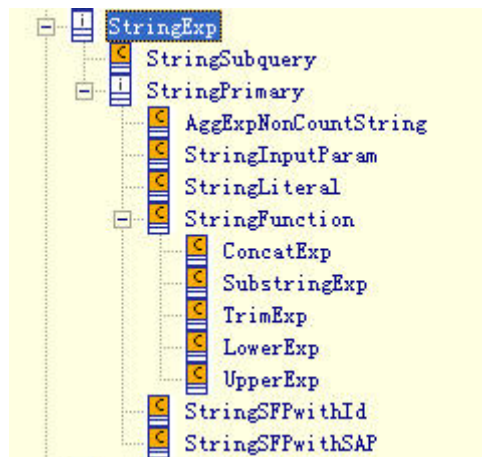 StringExp
StringSubquery
StringPrimary
AggExpNonCountString
StringInputParam
StringLiteral
StringFunction
ConcatExp
SubstringExp
TrimExp
LowerExp
UpperExp
StringSFPwithId
StringSFPwithSAP